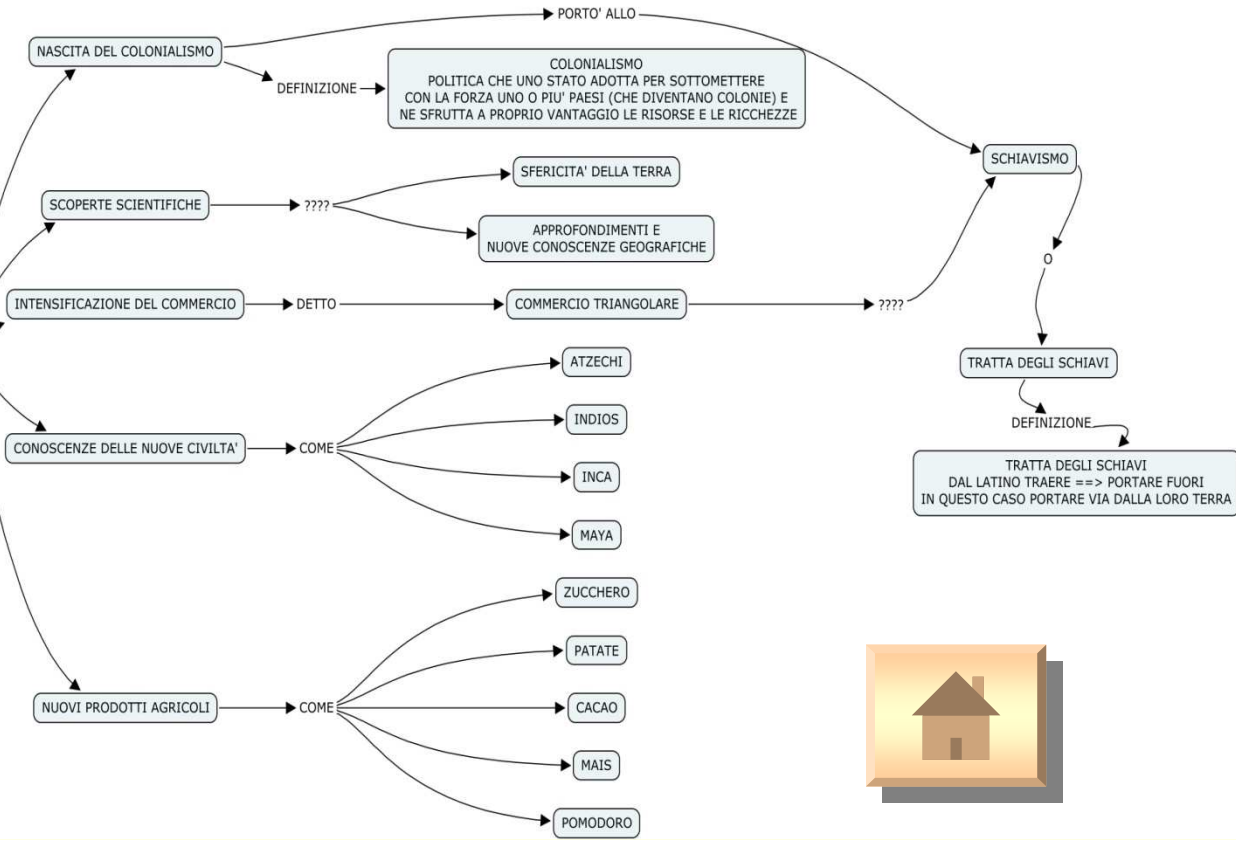 NASCITA DEL COLONIALISMO
PORTO' ALLO
DEFINIZIONE
COLONIALISMO
POLITICA CHE UNO STATO ADOTTA PER SOTTOMETTERE
CON LA FORZA UNO O PIU' PAESI (CHE DIVENTANO COLONIE) E
NE SFRUTTA A PROPRIO VANTAGGIO LE RISORSE E LE RICCHEZZE
SCHIAVISMO
SCOPERTE SCIENTIFICHE
????
SFERICITA' DELLA TERRA
APPROFONDIMENTI E
NUOVE CONOSCENZE GEOGRAFICHE
O
INTENSIFICAZIONE DEL COMMERCIO
DETTO
COMMERCIO TRIANGOLARE
????
TRATTA DEGLI SCHIAVI
DEFINIZIONE
TRATTA DEGLI SCHIAVI
DAL LATINO TRAERE ==> PORTARE FUORI
IN QUESTO CASO PORTARE VIA DALLA LORO TERRA
CONOSCENZE DELLE NUOVE CIVILTA'
COME
ATZECHI
INDIOS
INCA
MAYA
NUOVI PRODOTTI AGRICOLI
COME
ZUCCHERO
PATATE
CACAO
MAIS
POMODORO